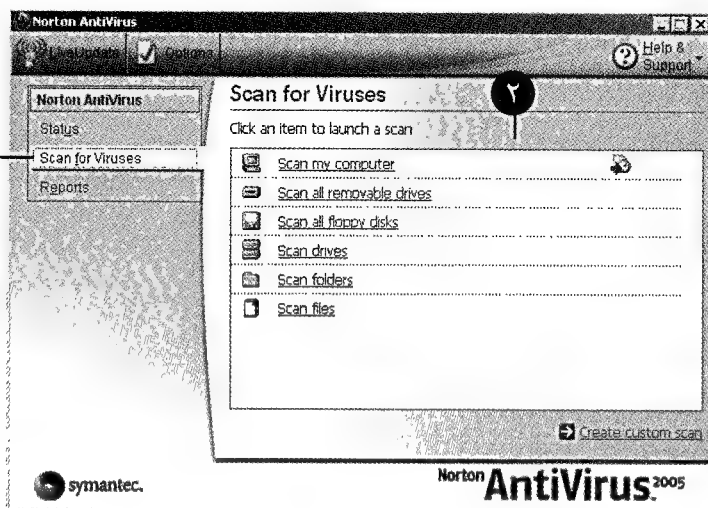 Norton AntiVirus
LiveUpdate Options Help & Support
Norton AntiVirus
Status
Scan for Viruses
Reports
Scan for Viruses
٢
Click an item to launch a scan
Scan my computer
Scan all removable drives
Scan all floppy disks
Scan drives
Scan folders
Scan files
Create custom scan
symantec.
Norton AntiVirus 2005